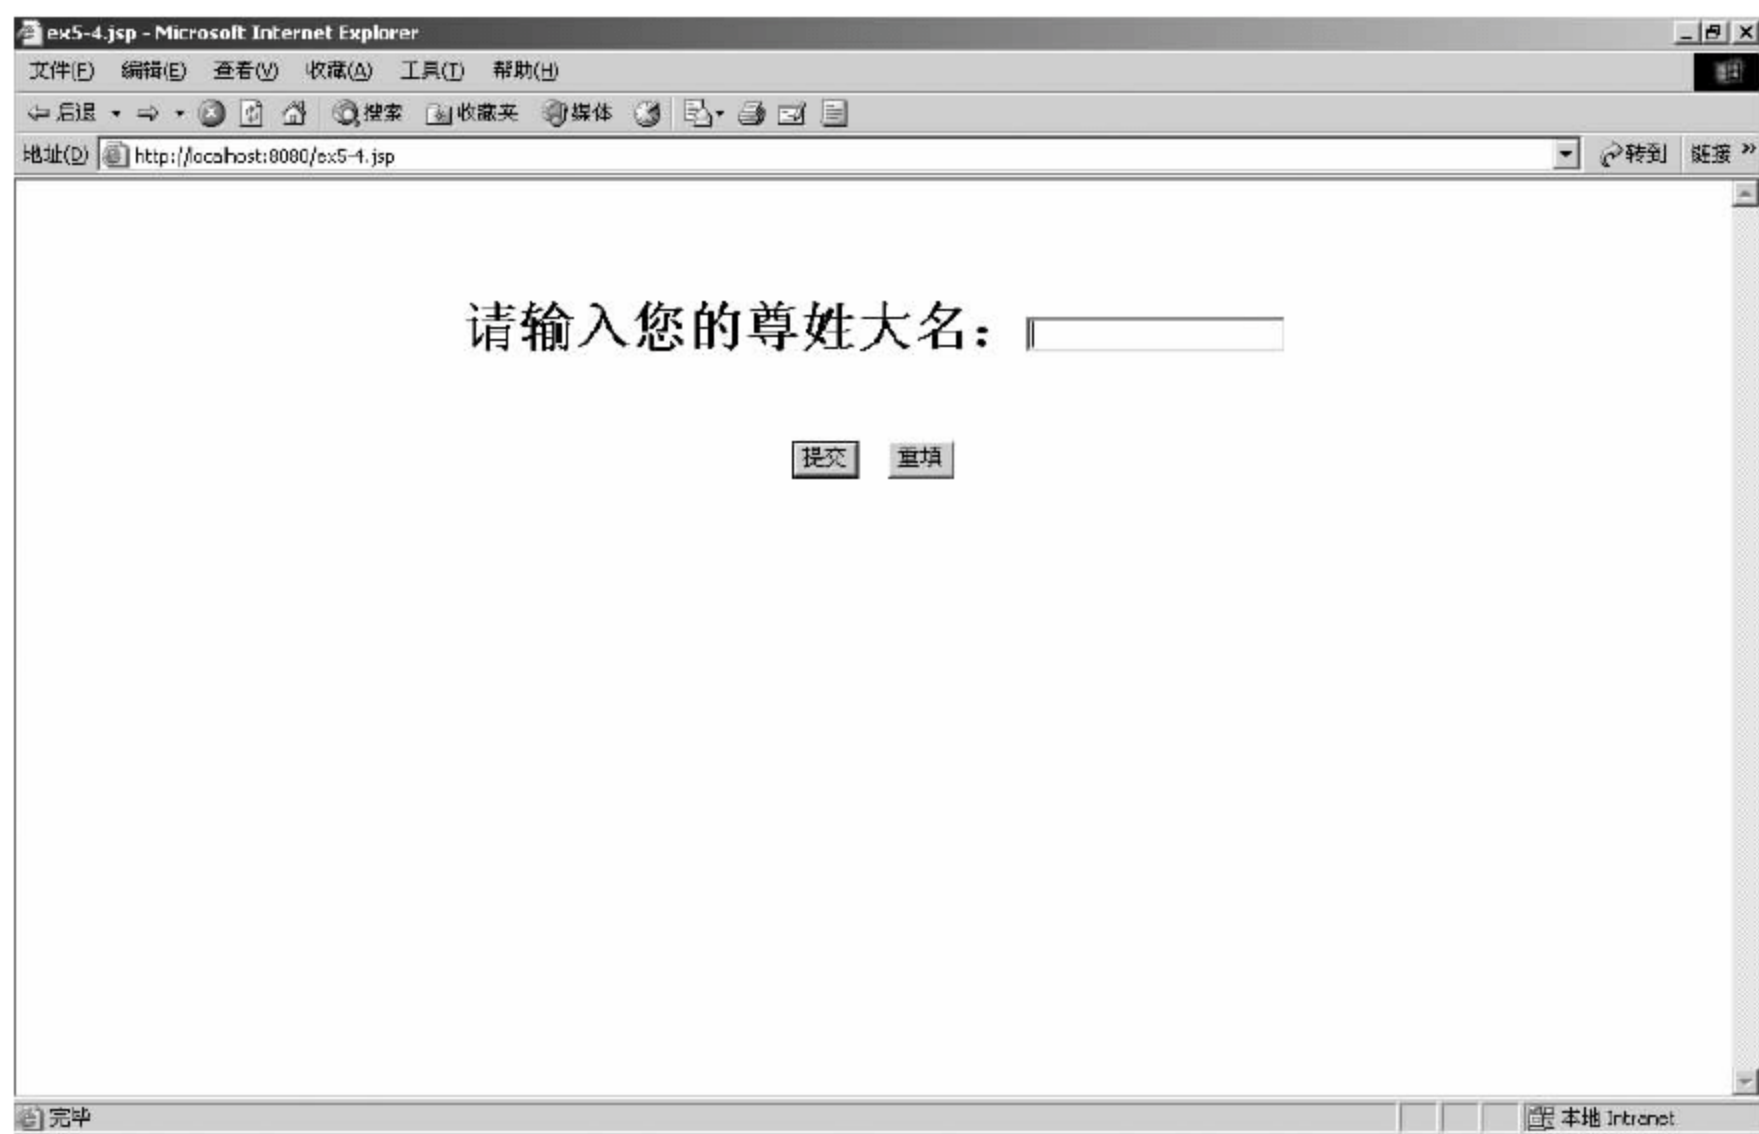 ex5-4.jsp - Microsoft Internet Explorer
文件(F) 编辑(E) 查看(V) 收藏(A) 工具(T) 帮助(H)
后退 搜索 收藏夹 媒体
地址(D) http://localhost:8080/ex5-4.jsp 转到 链接 »
请输入您的尊姓大名：
提交 重填
完毕 本地 Intranet